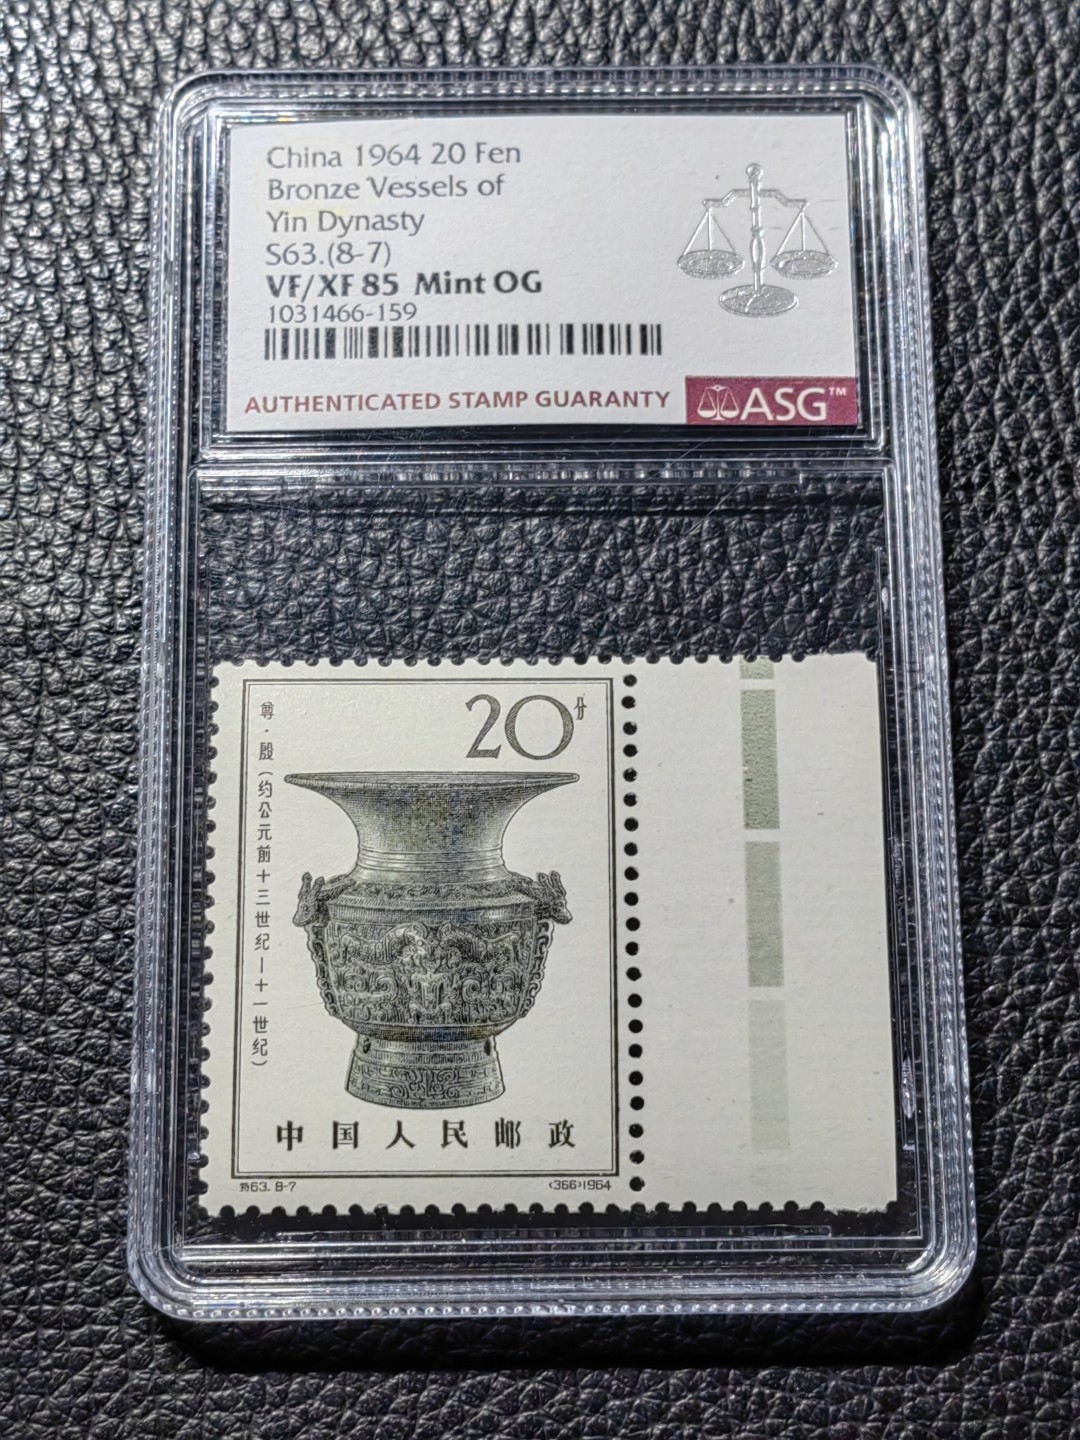 China 1964 20 Fen
Bronze Vessels of
Yin Dynasty
S63.(8-7)
VF/XF 85 Mint OG
1031466-159
AUTHENTICATED STAMP GUARANTY
ASG™
20分
尊·殷(约公元前十三世纪—十一世纪)
中国人民邮政
特63.8-7
(366)1964